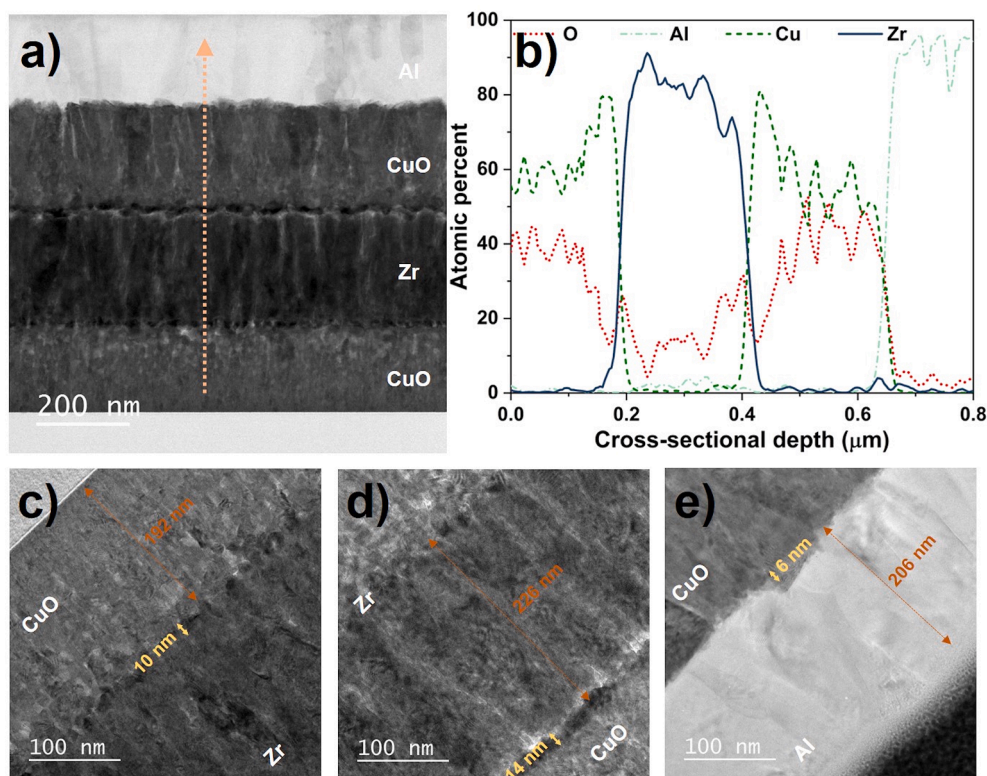 a)
Al
CuO
Zr
CuO
200 nm
b)
O Al Cu Zr
100
80
60
40
20
0
0.0 0.2 0.4 0.6 0.8
Atomic percent
Cross-sectional depth (μm)
c)
192 nm
CuO
10 nm
Zr
100 nm
d)
Zr
226 nm
14 nm
CuO
100 nm
e)
CuO
6 nm
206 nm
Al
100 nm